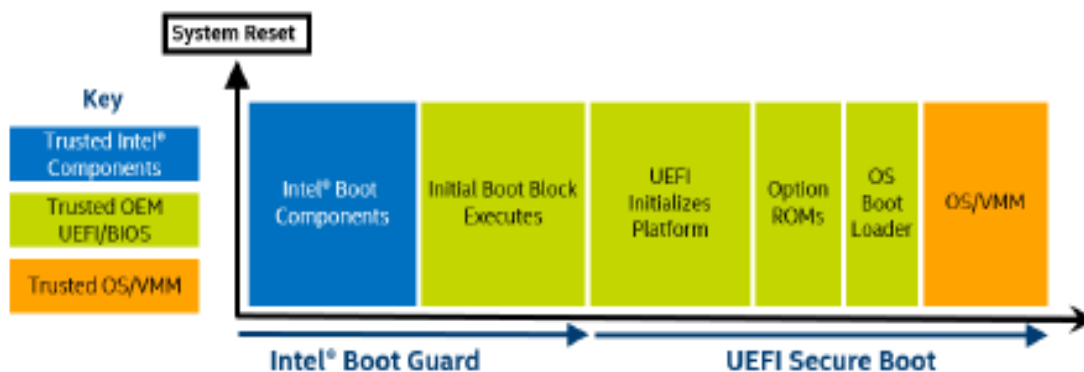 System Reset
Key
Trusted Intel®
Components
Trusted OEM
UEFI/BIOS
Trusted OS/VMM
Intel® Boot
Components
Initial Boot Block
Executes
UEFI
Initializes
Platform
Option
ROMs
OS
Boot
Loader
OS/VMM
Intel® Boot Guard
UEFI Secure Boot